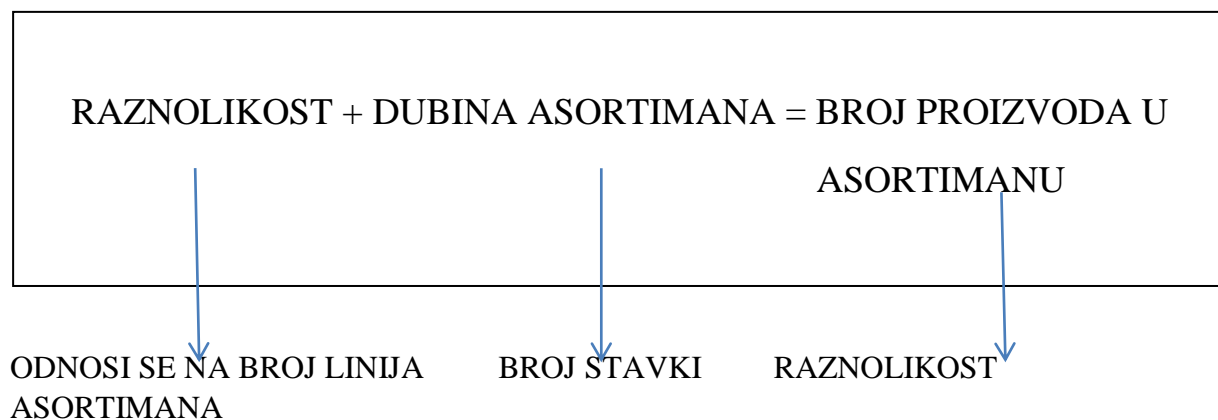 RAZNOLIKOST + DUBINA ASORTIMANA = BROJ PROIZVODA U
ASORTIMANU
ODNOSI SE NA BROJ LINIJA BROJ STAVKI RAZNOLIKOST
ASORTIMANA